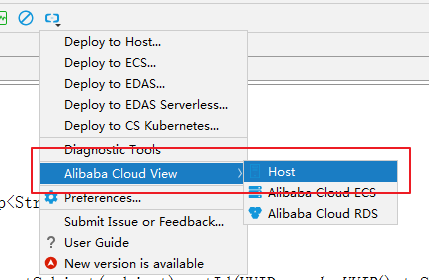 Deploy to Host...
Deploy to ECS...
Deploy to EDAS...
Deploy to EDAS Serverless...
Deploy to CS Kubernetes...
Diagnostic Tools
Alibaba Cloud View
Host
Preferences...
Alibaba Cloud ECS
p<Str
Alibaba Cloud RDS
Submit Issue or Feedback...
User Guide
New version is available